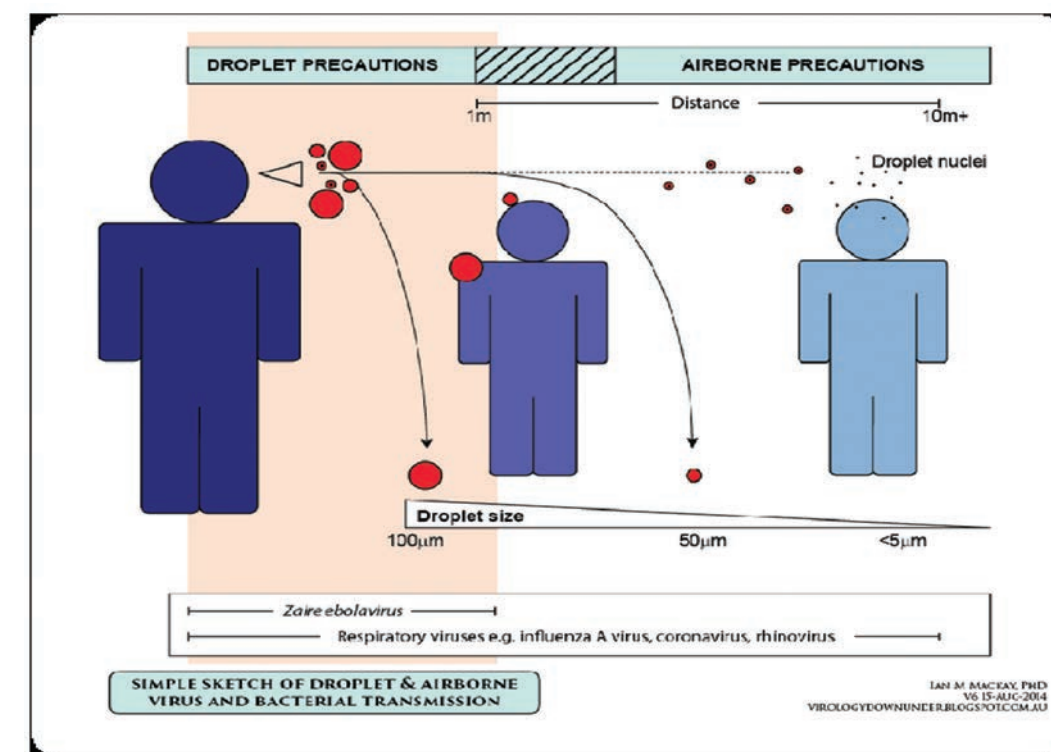 DROPLET PRECAUTIONS
AIRBORNE PRECAUTIONS
Distance
1m
10m+
Droplet nuclei
Droplet size
100µm
50µm
<5µm
Zaire ebolavirus
Respiratory viruses e.g. influenza A virus, coronavirus, rhinovirus
SIMPLE SKETCH OF DROPLET & AIRBORNE
VIRUS AND BACTERIAL TRANSMISSION
IAN M MACKAY, PHD
V6 15-AUG-2014
VIROLOGYDOWNUNDER.BLOGSPOT.COM.AU